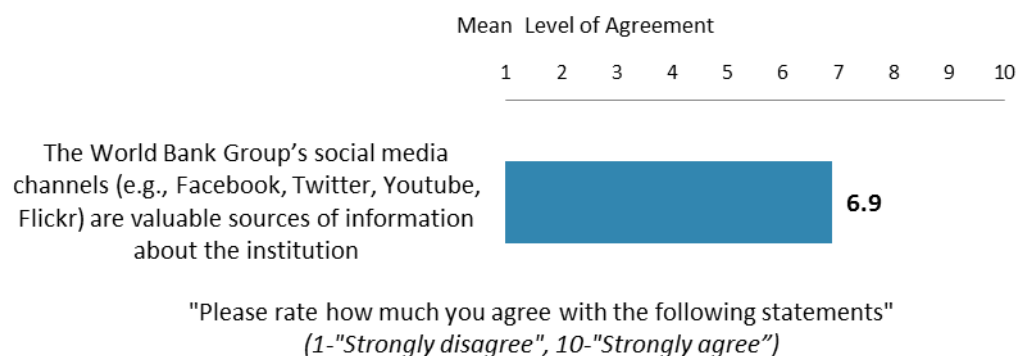 Mean Level of Agreement
1 2 3 4 5 6 7 8 9 10
The World Bank Group’s social media
channels (e.g., Facebook, Twitter, Youtube,
Flickr) are valuable sources of information
about the institution
6.9
"Please rate how much you agree with the following statements"
(1-"Strongly disagree", 10-"Strongly agree”)